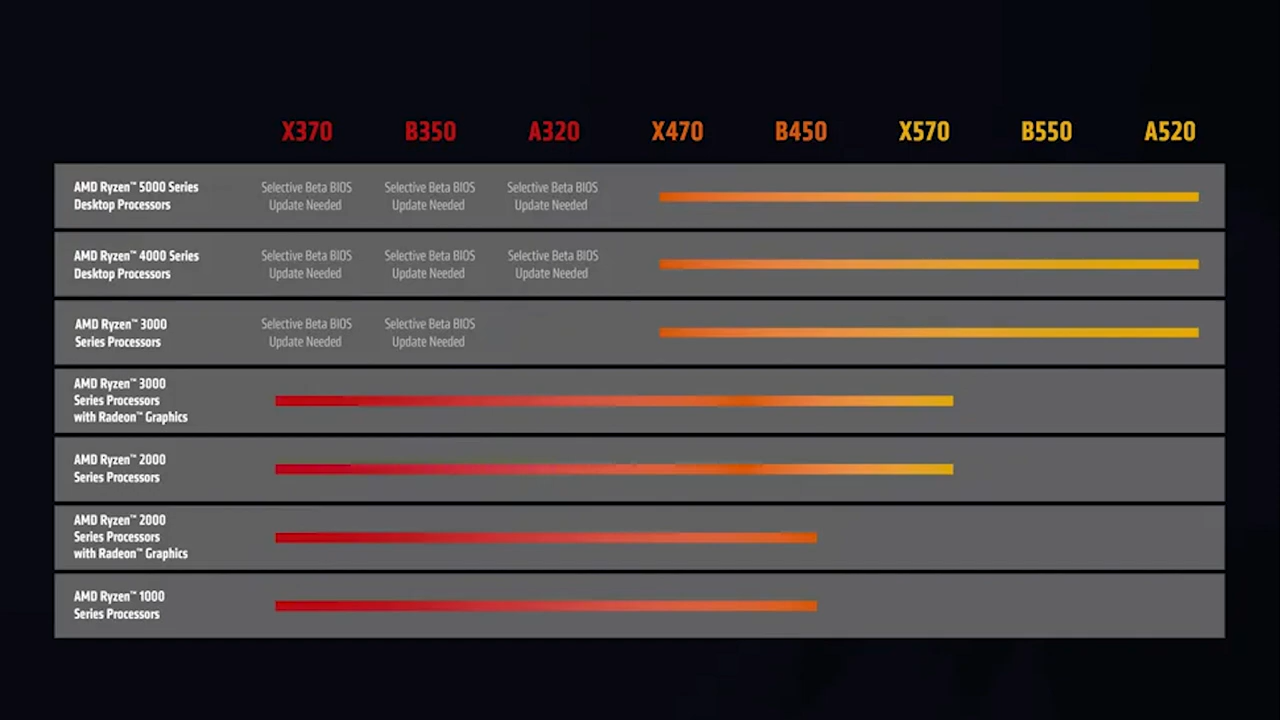 X370 B350 A320 X470 B450 X570 B550 A520
AMD Ryzen™ 5000 Series
Desktop Processors
Selective Beta BIOS
Update Needed
Selective Beta BIOS
Update Needed
Selective Beta BIOS
Update Needed
AMD Ryzen™ 4000 Series
Desktop Processors
Selective Beta BIOS
Update Needed
Selective Beta BIOS
Update Needed
Selective Beta BIOS
Update Needed
AMD Ryzen™ 3000
Series Processors
Selective Beta BIOS
Update Needed
Selective Beta BIOS
Update Needed
AMD Ryzen™ 3000
Series Processors
with Radeon™ Graphics
AMD Ryzen™ 2000
Series Processors
AMD Ryzen™ 2000
Series Processors
with Radeon™ Graphics
AMD Ryzen™ 1000
Series Processors